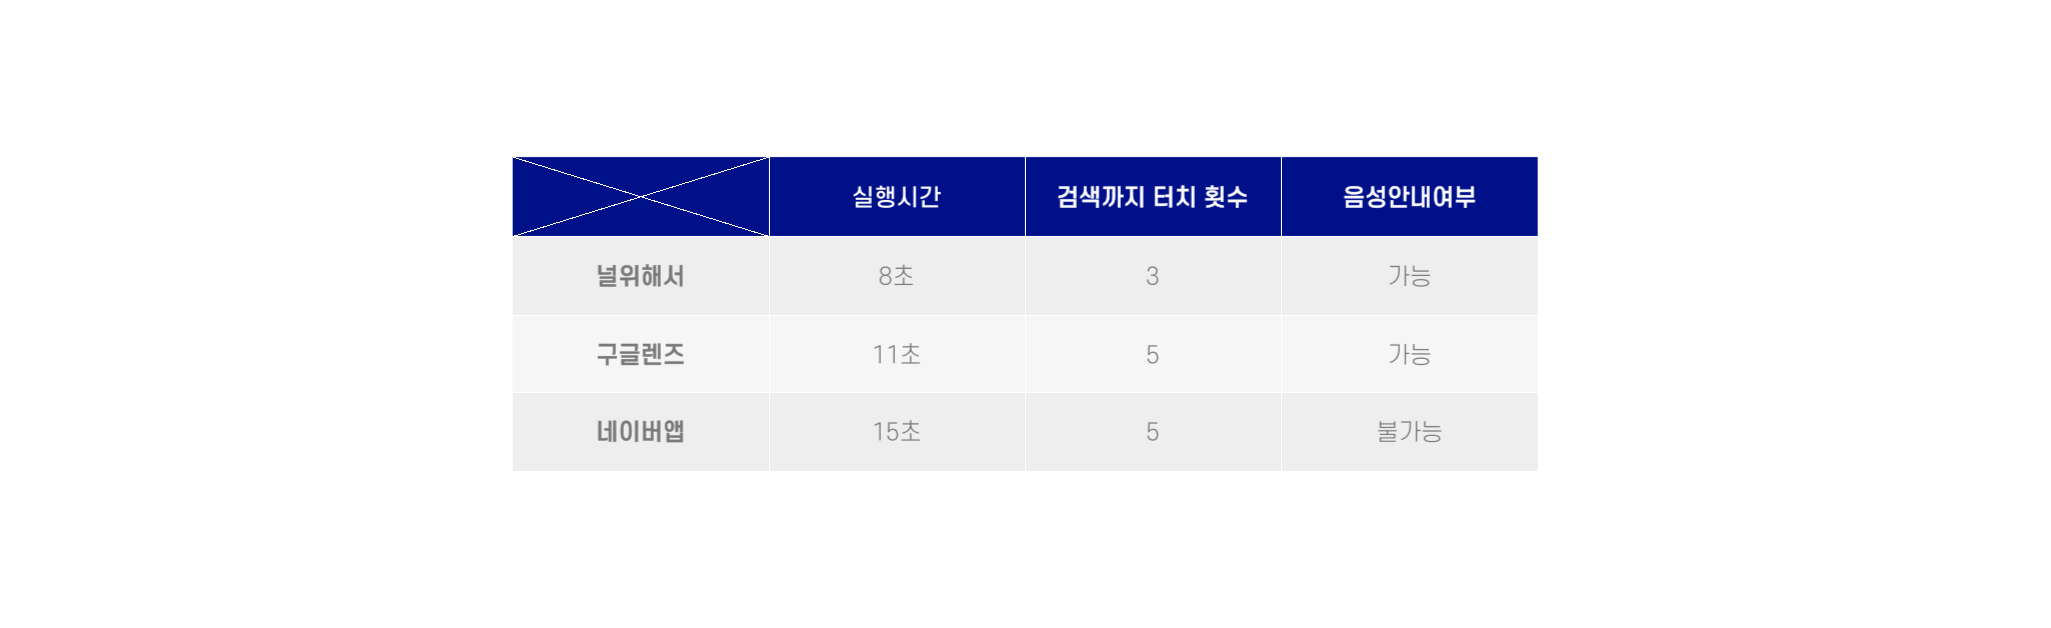 실행시간 검색까지 터치 횟수 음성안내여부
널위해서 8초 3 가능
구글렌즈 11초 5 가능
네이버앱 15초 5 불가능